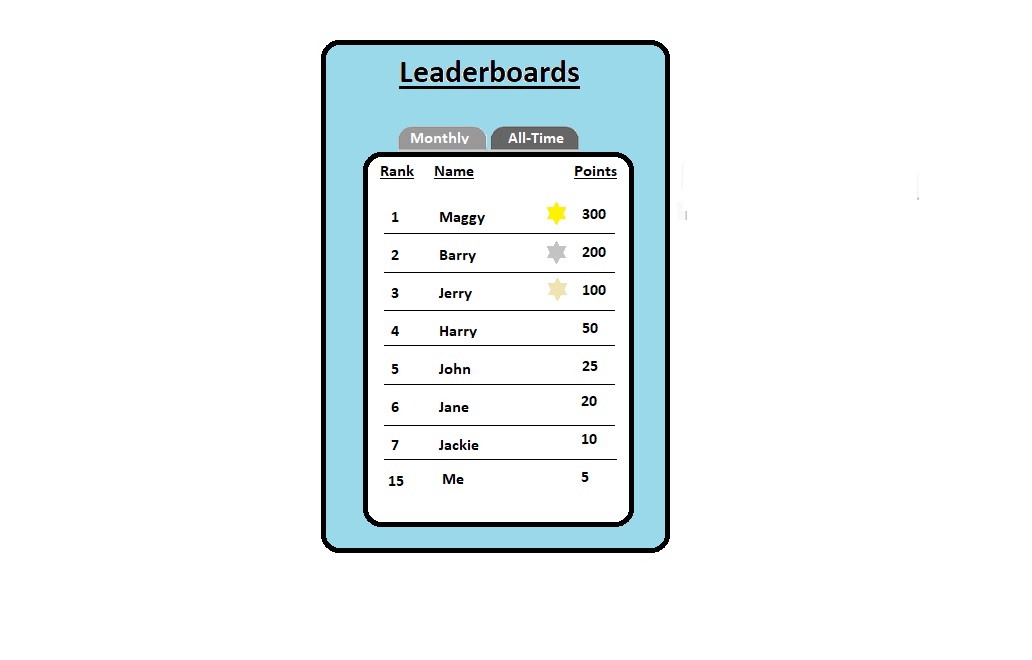 Leaderboards
Monthly All-Time
Rank Name Points
1 Maggy 300
2 Barry 200
3 Jerry 100
4 Harry 50
5 John 25
6 Jane 20
7 Jackie 10
15 Me 5